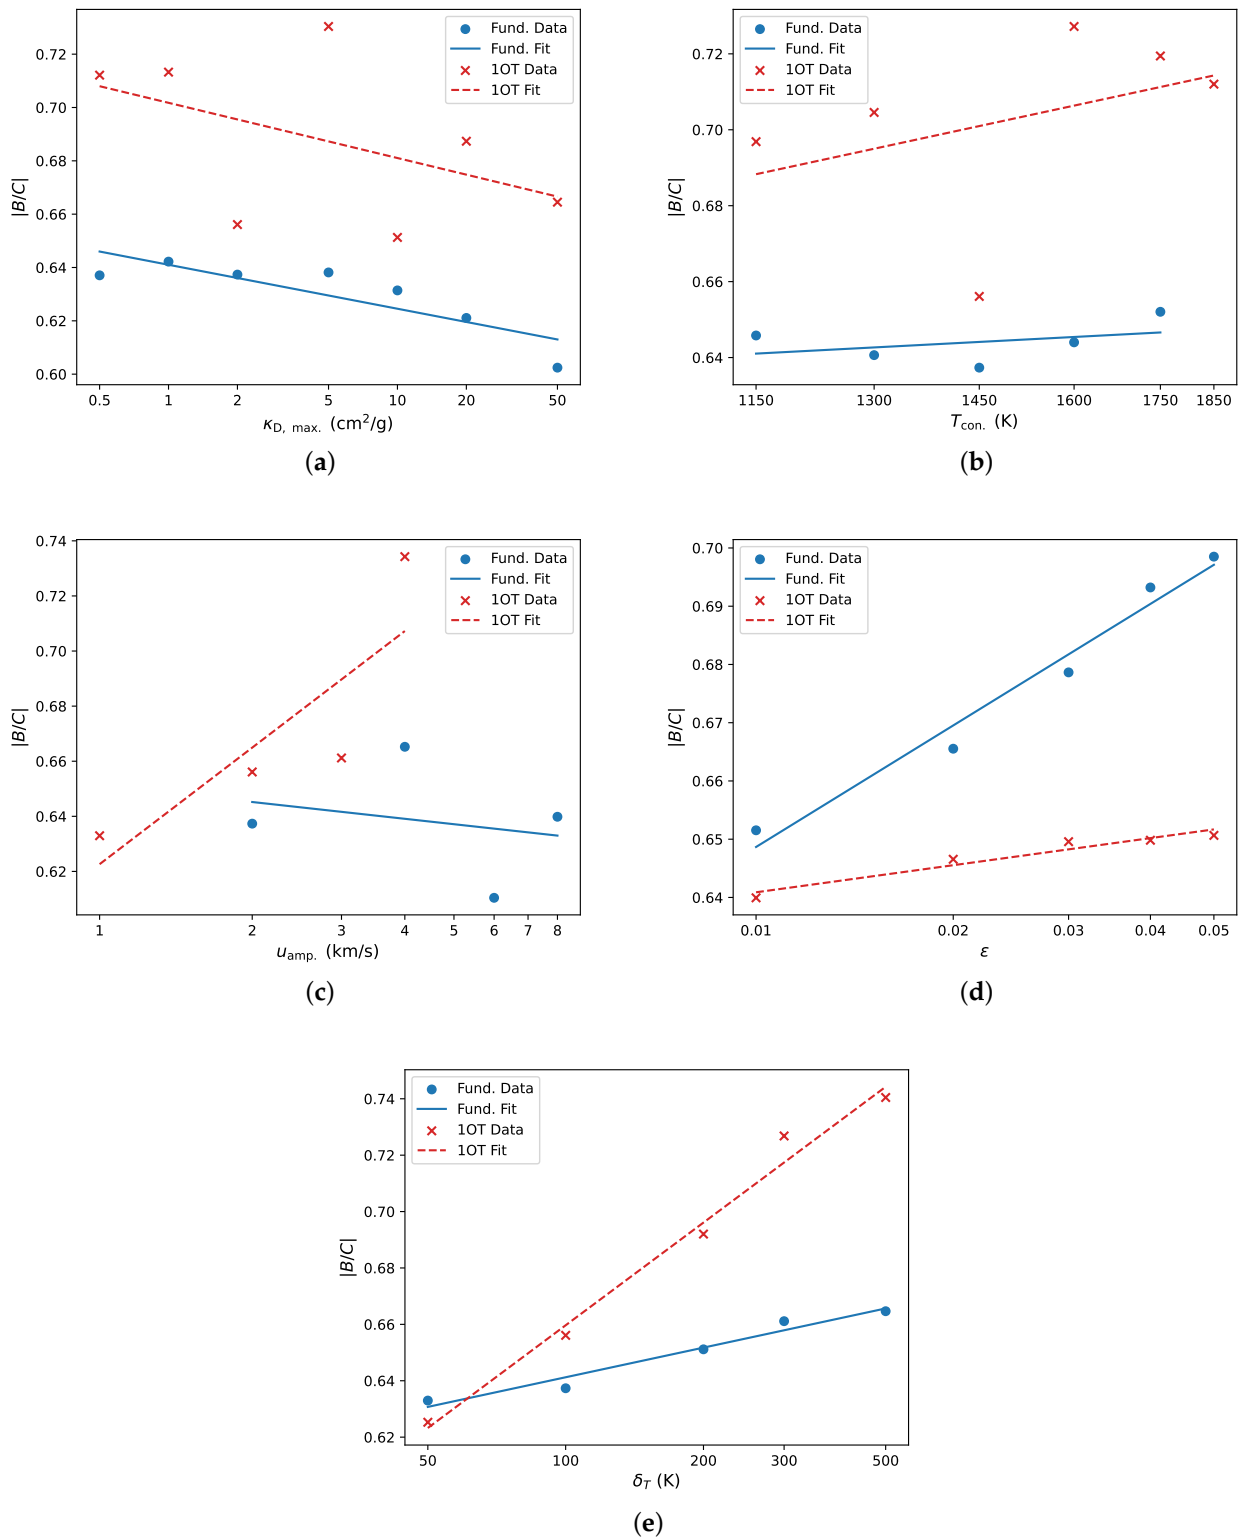 |B/C|
0.72
0.70
0.68
0.66
0.64
0.62
0.60
Fund. Data
Fund. Fit
1OT Data
1OT Fit
0.5 1 2 5 10 20 50
κD, max. (cm²/g)
(a)
|B/C|
0.72
0.70
0.68
0.66
0.64
Fund. Data
Fund. Fit
1OT Data
1OT Fit
1150 1300 1450 1600 1750 1850
Tcon. (K)
(b)
|B/C|
0.74
0.72
0.70
0.68
0.66
0.64
0.62
Fund. Data
Fund. Fit
1OT Data
1OT Fit
1 2 3 4 5 6 7 8
uamp. (km/s)
(c)
|B/C|
0.70
0.69
0.68
0.67
0.66
0.65
0.64
Fund. Data
Fund. Fit
1OT Data
1OT Fit
0.01 0.02 0.03 0.04 0.05
ε
(d)
|B/C|
0.74
0.72
0.70
0.68
0.66
0.64
0.62
Fund. Data
Fund. Fit
1OT Data
1OT Fit
50 100 200 300 500
δT (K)
(e)